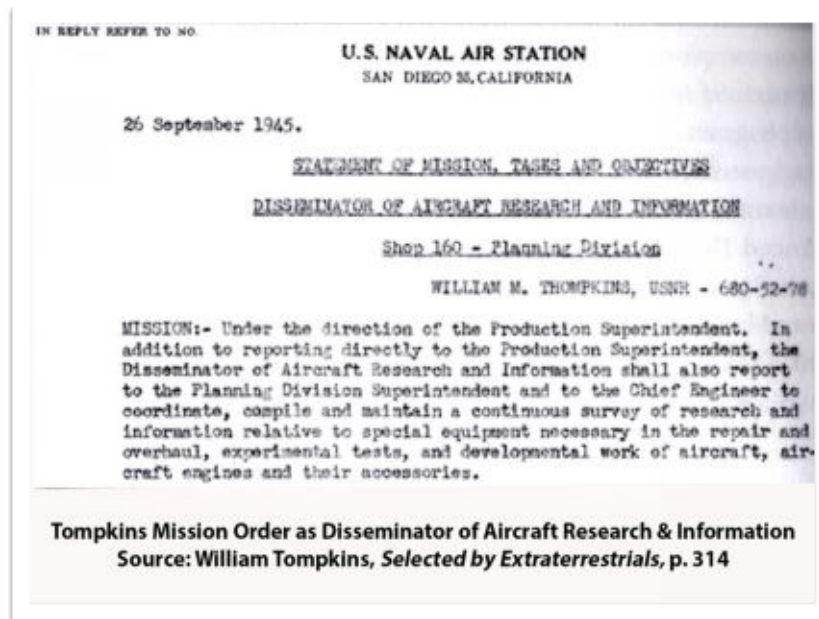 IN REPLY REFER TO NO.
U.S. NAVAL AIR STATION
SAN DIEGO 35, CALIFORNIA
26 September 1945.
STATEMENT OF MISSION, TASKS AND OBJECTIVES
DISSEMINATOR OF AIRCRAFT RESEARCH AND INFORMATION
Shop 160 - Planning Division
WILLIAM M. THOMPKINS, USNR - 680-52-78
MISSION:- Under the direction of the Production Superintendent. In
addition to reporting directly to the Production Superintendent, the
Disseminator of Aircraft Research and Information shall also report
to the Planning Division Superintendent and to the Chief Engineer to
coordinate, compile and maintain a continuous survey of research and
information relative to special equipment necessary in the repair and
overhaul, experimental tests, and developmental work of aircraft, air-
craft engines and their accessories.
Tompkins Mission Order as Disseminator of Aircraft Research & Information
Source: William Tompkins, Selected by Extraterrestrials, p. 314